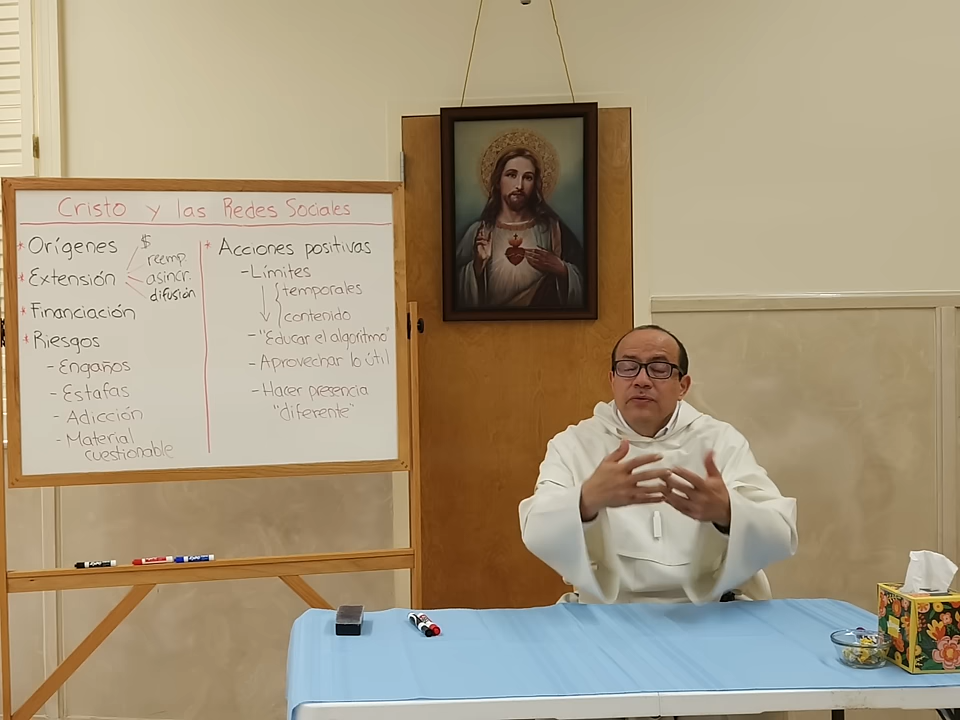 Cristo y las Redes Sociales
* Orígenes
* Extensión
$
reemp.
asincr.
difusión
* Financiación
* Riesgos
- Engaños
- Estafas
- Adicción
- Material
cuestionable
* Acciones positivas
- Límites
temporales
contenido
- "Educar el algoritmo"
- Aprovechar lo útil
- Hacer presencia
"diferente"